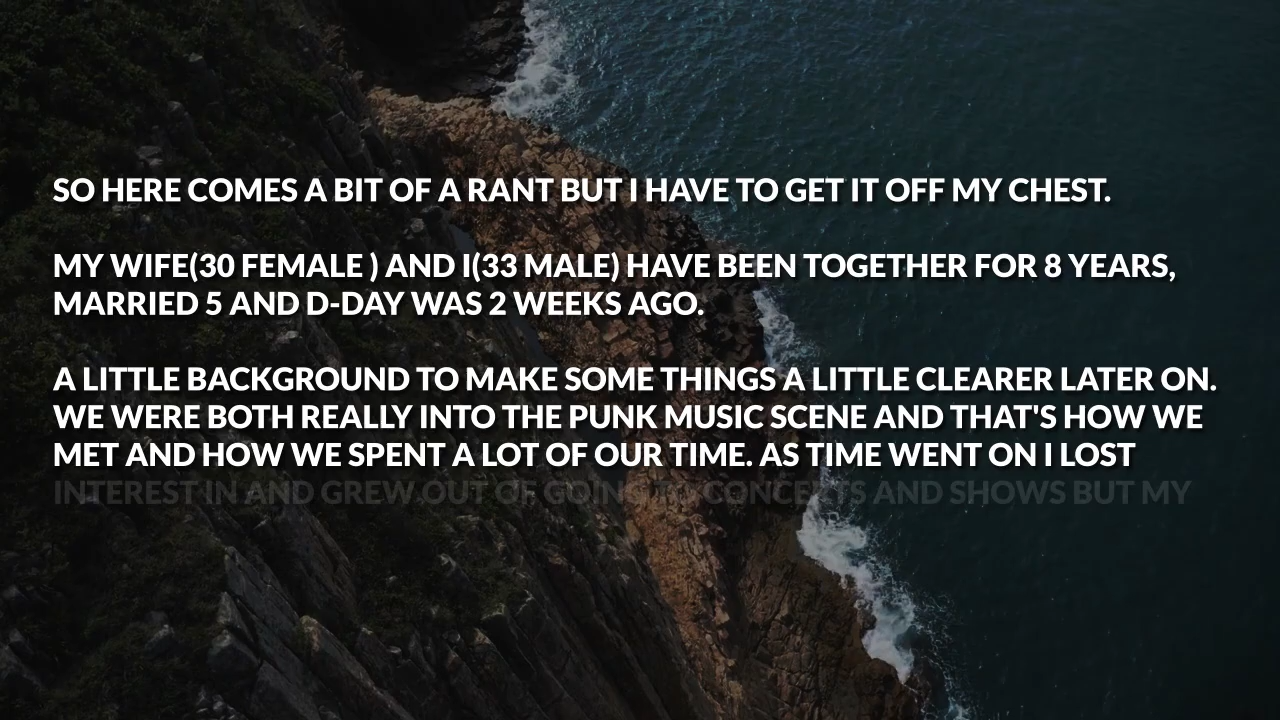 SO HERE COMES A BIT OF A RANT BUT I HAVE TO GET IT OFF MY CHEST.
MY WIFE(30 FEMALE ) AND I(33 MALE) HAVE BEEN TOGETHER FOR 8 YEARS,
MARRIED 5 AND D-DAY WAS 2 WEEKS AGO.
A LITTLE BACKGROUND TO MAKE SOME THINGS A LITTLE CLEARER LATER ON.
WE WERE BOTH REALLY INTO THE PUNK MUSIC SCENE AND THAT'S HOW WE
MET AND HOW WE SPENT A LOT OF OUR TIME. AS TIME WENT ON I LOST
INTEREST IN AND GREW OUT OF GOING TO CONCERTS AND SHOWS BUT MY